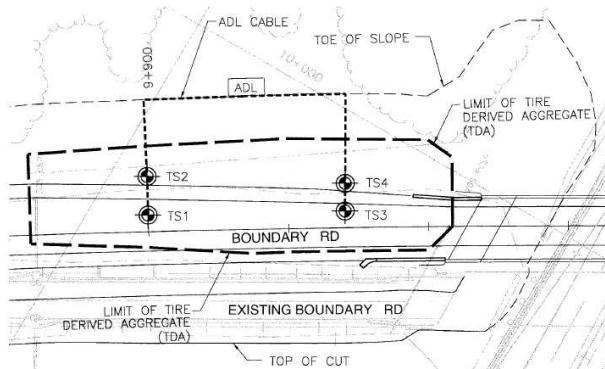 ADL CABLE
TOE OF SLOPE
9+900
10+000
ADL
LIMIT OF TIRE
DERIVED AGGREGATE
(TDA)
TS2
TS4
TS1
TS3
BOUNDARY RD
LIMIT OF TIRE
DERIVED AGGREGATE
(TDA)
EXISTING BOUNDARY RD
TOP OF CUT